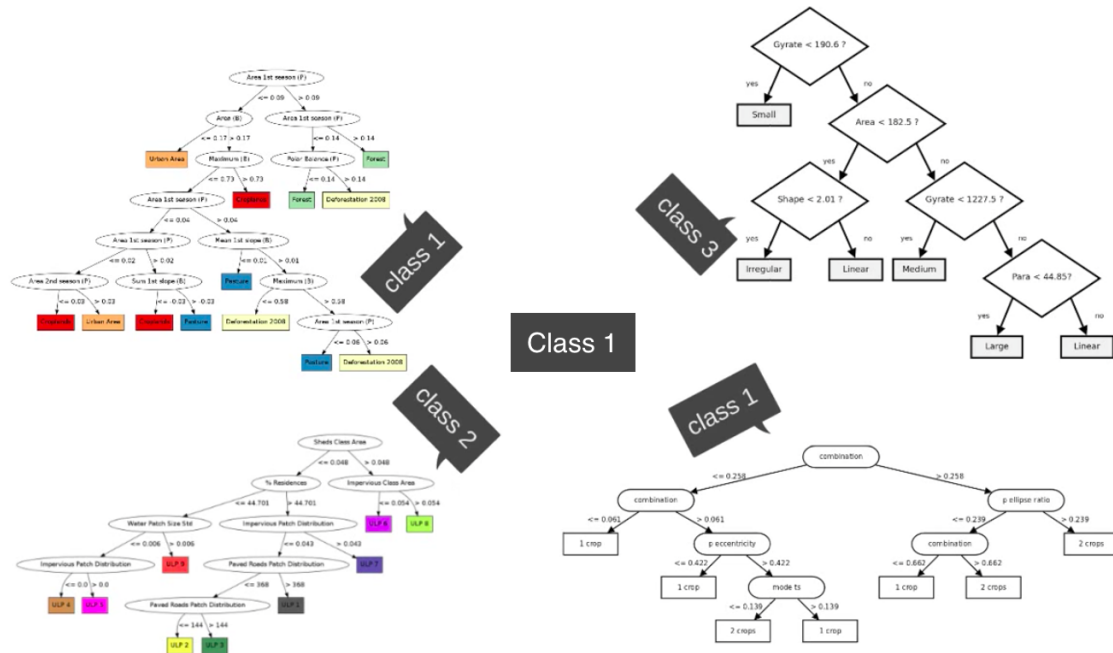 Area 1st season (P)
<= 0.09
> 0.09
Area (B)
Area 1st season (P)
<= 0.17
> 0.17
<= 0.14
> 0.14
Urban Area
Maximum (B)
Polar Balance (P)
Forest
<= 0.73
> 0.73
<= 0.14
> 0.14
Area 1st season (P)
Croplands
Forest
Deforestation 2008
<= 0.04
> 0.04
Area 1st season (P)
Mean 1st slope (B)
<= 0.02
> 0.02
<= 0.01
> 0.01
Area 2nd season (P)
Sum 1st slope (B)
Pasture
Maximum (S)
<= 0.03
> 0.03
<= -0.03
> -0.03
<= 0.58
> 0.58
Croplands
Urban Area
Croplands
Pasture
Deforestation 2008
Area 1st season (P)
<= 0.06
> 0.06
Pasture
Deforestation 2008
class 1
Gyrate < 190.6 ?
yes
no
Small
Area < 182.5 ?
yes
no
Shape < 2.01 ?
Gyrate < 1227.5 ?
yes
no
yes
no
Irregular
Linear
Medium
Para < 44.85?
yes
no
Large
Linear
class 3
Class 1
class 2
Sheds Class Area
<= 0.048
> 0.048
% Residences
Impervious Class Area
<= 44.701
> 44.701
<= 0.054
> 0.054
Water Patch Size Std
Impervious Patch Distribution
ULP 6
ULP 8
<= 0.006
> 0.006
<= 0.043
> 0.043
Impervious Patch Distribution
Paved Roads Patch Distribution
ULP 7
<= 0.0
> 0.0
<= 368
> 368
ULP 4
Paved Roads Patch Distribution
<= 144
> 144
ULP 2
ULP 3
class 1
combination
<= 0.258
> 0.258
combination
p ellipse ratio
<= 0.061
> 0.061
<= 0.239
> 0.239
1 crop
p eccentricity
combination
2 crops
<= 0.422
> 0.422
<= 0.662
> 0.662
1 crop
mode ts
1 crop
2 crops
<= 0.139
> 0.139
2 crops
1 crop